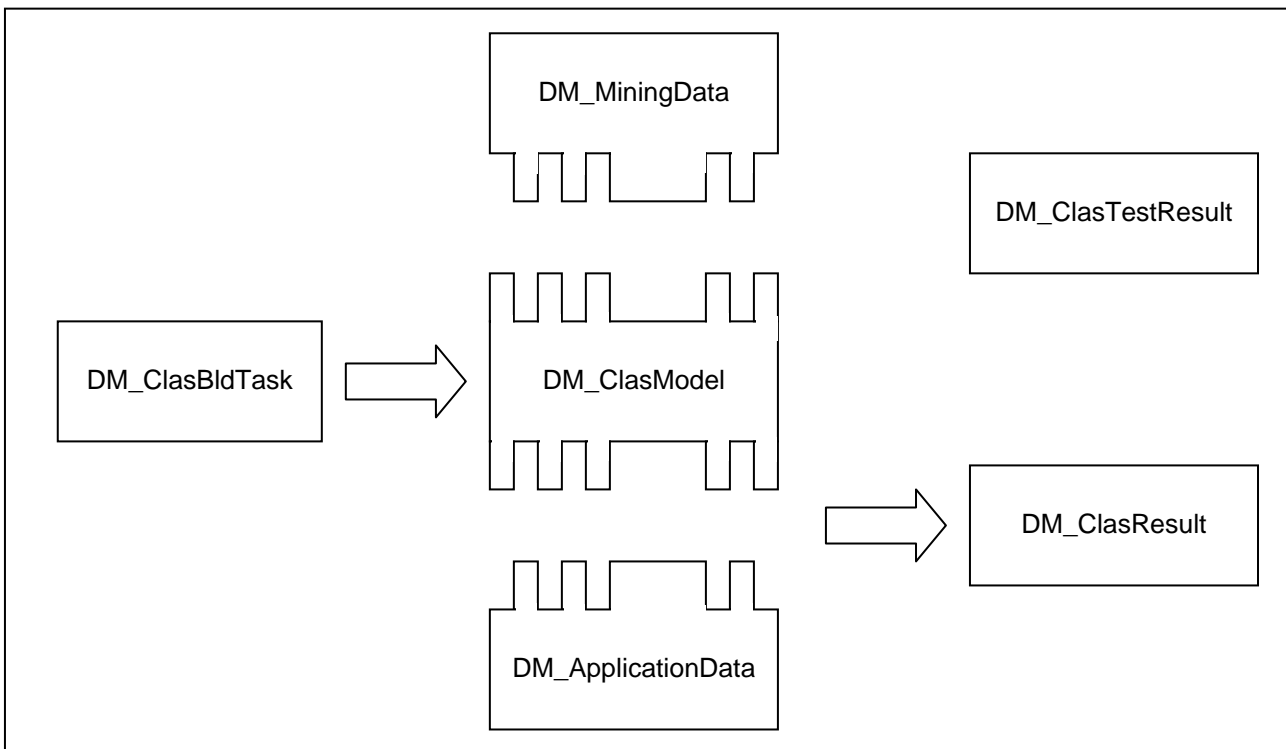 DM_MiningData
DM_ClasTestResult
DM_ClasBldTask
DM_ClasModel
DM_ClasResult
DM_ApplicationData